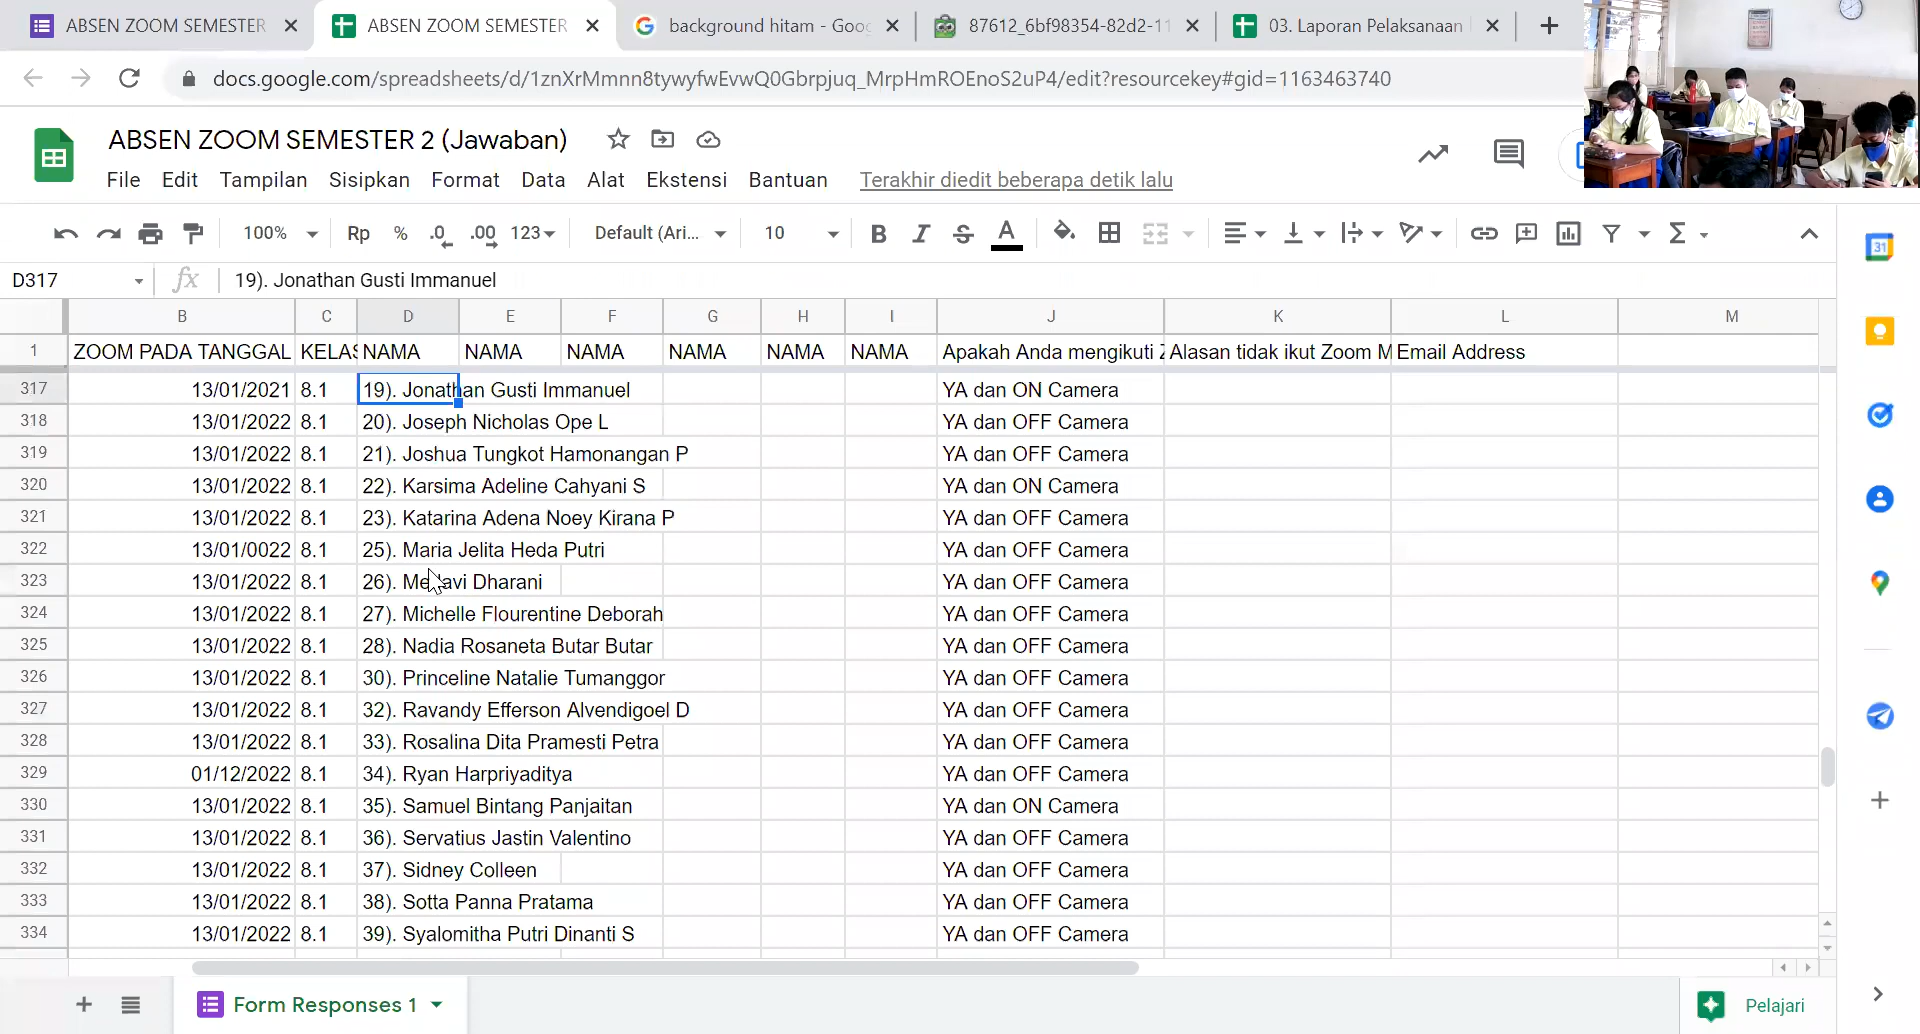 ABSEN ZOOM SEMESTER
ABSEN ZOOM SEMESTER
background hitam - Goog
87612_6bf98354-82d2-11
03. Laporan Pelaksanaan
docs.google.com/spreadsheets/d/1znXrMmnn8tywyfwEvwQ0Gbrpjuq_MrpHmROEnoS2uP4/edit?resourcekey#gid=1163463740
ABSEN ZOOM SEMESTER 2 (Jawaban)
File Edit Tampilan Sisipkan Format Data Alat Ekstensi Bantuan Terakhir diedit beberapa detik lalu
100% Rp % .0 .00 123 Default (Ari... 10 B I S A
D317 fx 19). Jonathan Gusti Immanuel
B C D E F G H I J K L M
1 ZOOM PADA TANGGAL KELAS NAMA NAMA NAMA NAMA NAMA NAMA Apakah Anda mengikuti Z Alasan tidak ikut Zoom M Email Address
317 13/01/2021 8.1 19). Jonathan Gusti Immanuel YA dan ON Camera
318 13/01/2022 8.1 20). Joseph Nicholas Ope L YA dan OFF Camera
319 13/01/2022 8.1 21). Joshua Tungkot Hamonangan P YA dan OFF Camera
320 13/01/2022 8.1 22). Karsima Adeline Cahyani S YA dan ON Camera
321 13/01/2022 8.1 23). Katarina Adena Noey Kirana P YA dan OFF Camera
322 13/01/0022 8.1 25). Maria Jelita Heda Putri YA dan OFF Camera
323 13/01/2022 8.1 26). Dharani YA dan OFF Camera
324 13/01/2022 8.1 27). Michelle Flourentine Deborah YA dan OFF Camera
325 13/01/2022 8.1 28). Nadia Rosaneta Butar Butar YA dan OFF Camera
326 13/01/2022 8.1 30). Princeline Natalie Tumanggor YA dan OFF Camera
327 13/01/2022 8.1 32). Ravandy Efferson Alvendigoel D YA dan OFF Camera
328 13/01/2022 8.1 33). Rosalina Dita Pramesti Petra YA dan OFF Camera
329 01/12/2022 8.1 34). Ryan Harpriyaditya YA dan OFF Camera
330 13/01/2022 8.1 35). Samuel Bintang Panjaitan YA dan ON Camera
331 13/01/2022 8.1 36). Servatius Jastin Valentino YA dan OFF Camera
332 13/01/2022 8.1 37). Sidney Colleen YA dan OFF Camera
333 13/01/2022 8.1 38). Sotta Panna Pratama YA dan OFF Camera
334 13/01/2022 8.1 39). Syalomitha Putri Dinanti S YA dan OFF Camera
Form Responses 1
Pelajari
31